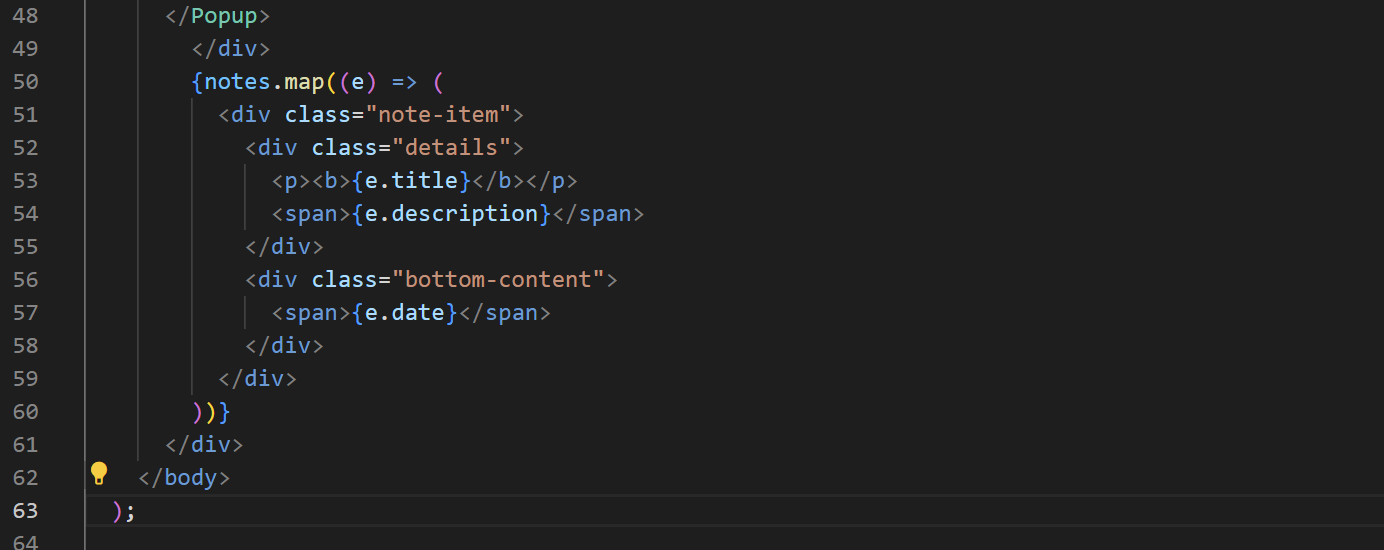 48 </Popup>
49 </div>
50 {notes.map((e) => (
51 <div class="note-item">
52 <div class="details">
53 <p><b>{e.title}</b></p>
54 <span>{e.description}</span>
55 </div>
56 <div class="bottom-content">
57 <span>{e.date}</span>
58 </div>
59 </div>
60 ))}
61 </div>
62 </body>
63 );
64